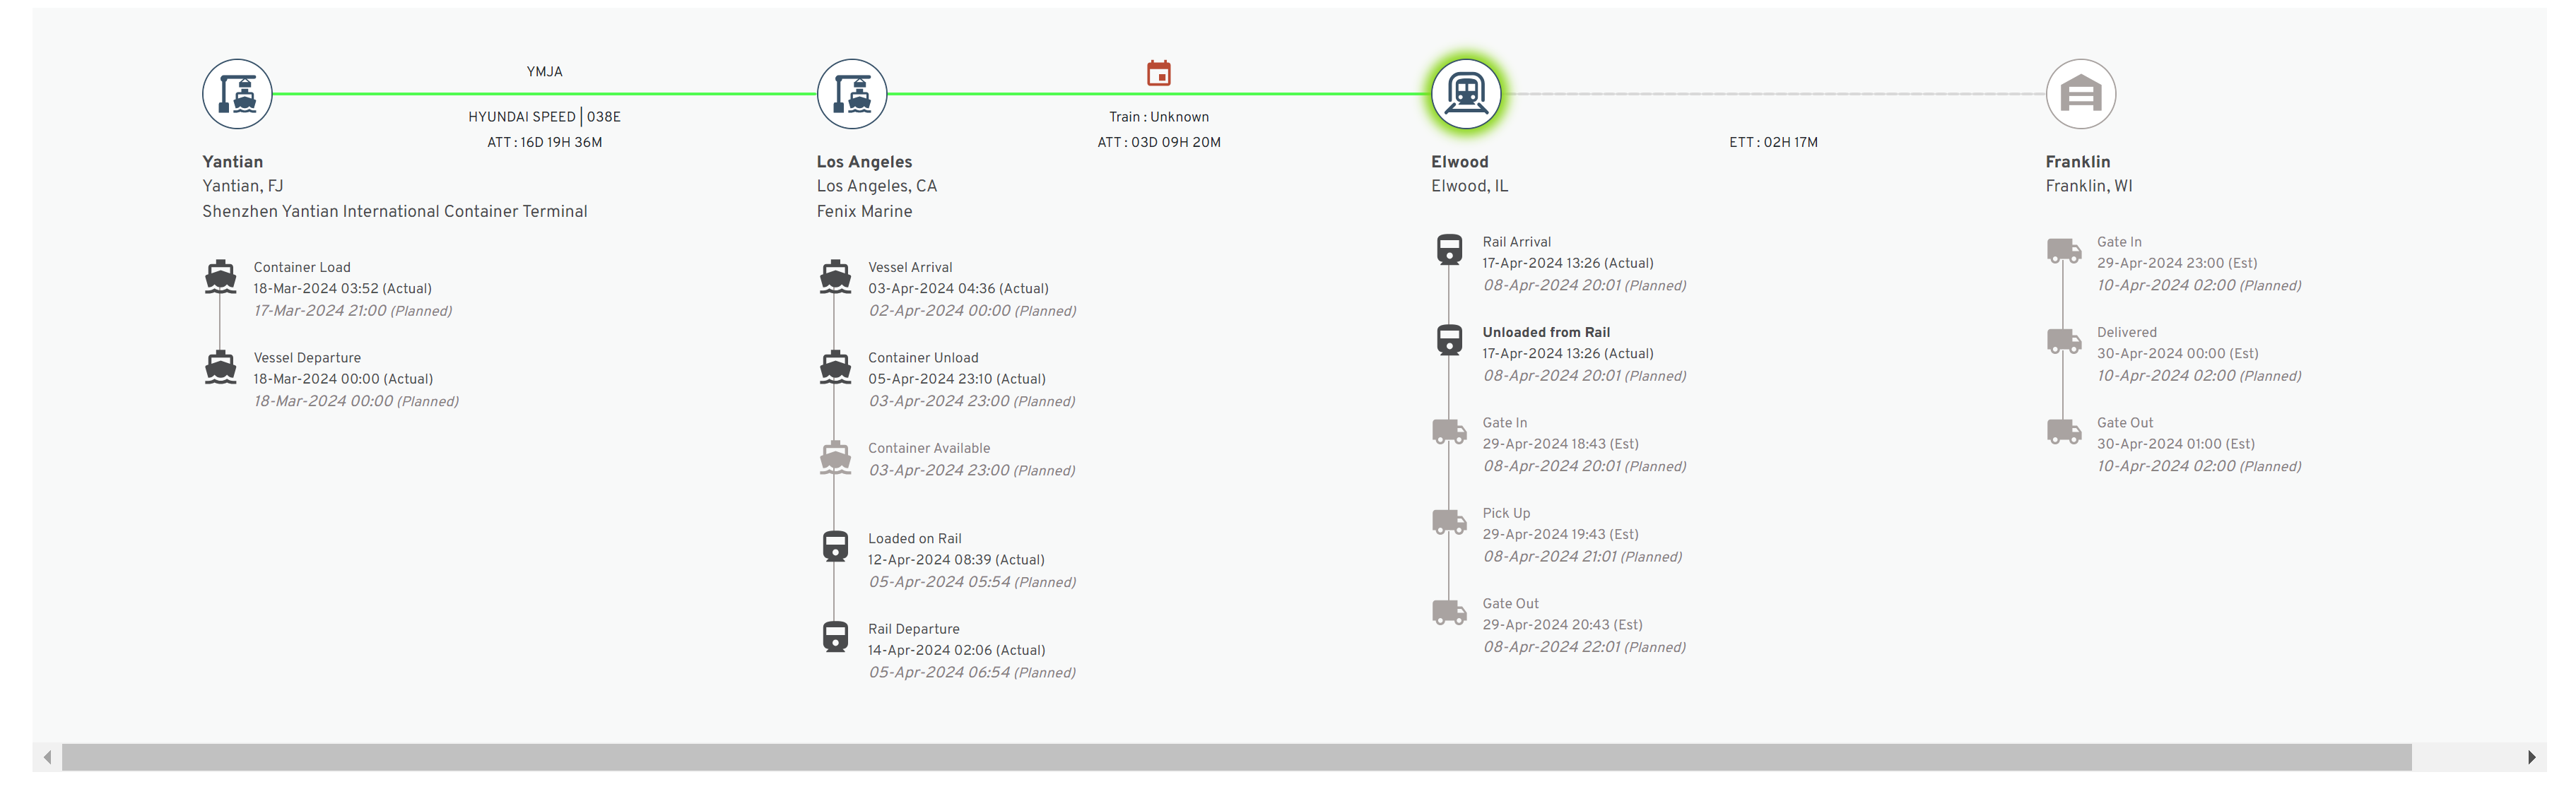 YMJA
HYUNDAI SPEED | 038E
ATT : 16D 19H 36M
Train : Unknown
ATT : 03D 09H 20M
ETT : 02H 17M
Yantian
Yantian, FJ
Shenzhen Yantian International Container Terminal
Container Load
18-Mar-2024 03:52 (Actual)
17-Mar-2024 21:00 (Planned)
Vessel Departure
18-Mar-2024 00:00 (Actual)
18-Mar-2024 00:00 (Planned)
Los Angeles
Los Angeles, CA
Fenix Marine
Vessel Arrival
03-Apr-2024 04:36 (Actual)
02-Apr-2024 00:00 (Planned)
Container Unload
05-Apr-2024 23:10 (Actual)
03-Apr-2024 23:00 (Planned)
Container Available
03-Apr-2024 23:00 (Planned)
Loaded on Rail
12-Apr-2024 08:39 (Actual)
05-Apr-2024 05:54 (Planned)
Rail Departure
14-Apr-2024 02:06 (Actual)
05-Apr-2024 06:54 (Planned)
Elwood
Elwood, IL
Rail Arrival
17-Apr-2024 13:26 (Actual)
08-Apr-2024 20:01 (Planned)
Unloaded from Rail
17-Apr-2024 13:26 (Actual)
08-Apr-2024 20:01 (Planned)
Gate In
29-Apr-2024 18:43 (Est)
08-Apr-2024 20:01 (Planned)
Pick Up
29-Apr-2024 19:43 (Est)
08-Apr-2024 21:01 (Planned)
Gate Out
29-Apr-2024 20:43 (Est)
08-Apr-2024 22:01 (Planned)
Franklin
Franklin, WI
Gate In
29-Apr-2024 23:00 (Est)
10-Apr-2024 02:00 (Planned)
Delivered
30-Apr-2024 00:00 (Est)
10-Apr-2024 02:00 (Planned)
Gate Out
30-Apr-2024 01:00 (Est)
10-Apr-2024 02:00 (Planned)